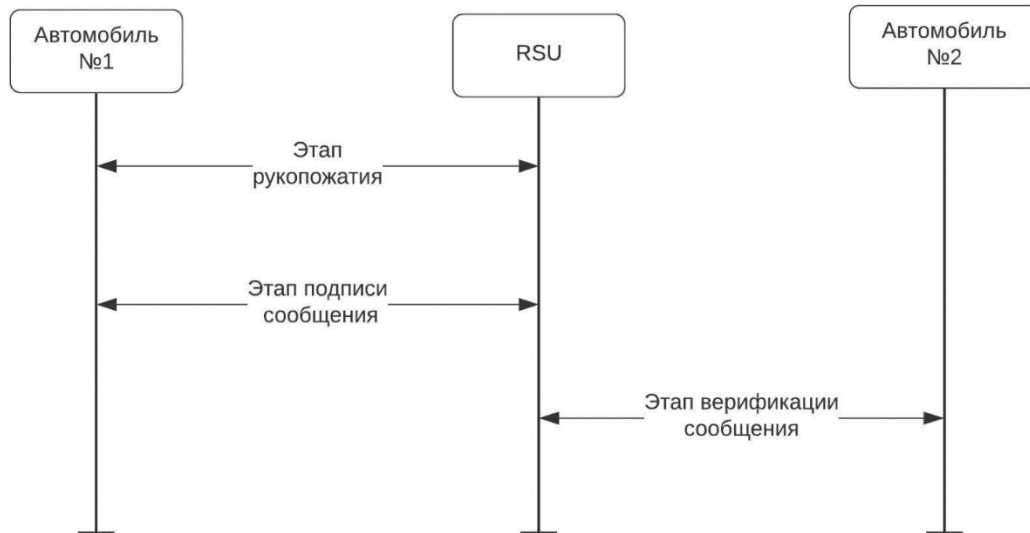 Автомобиль
№1
RSU
Автомобиль
№2
Этап
рукопожатия
Этап подписи
сообщения
Этап верификации
сообщения